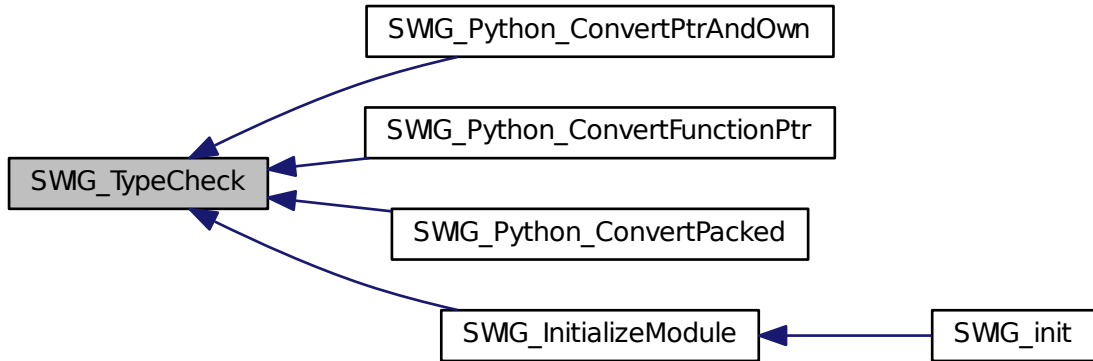 SWIG_Python_ConvertPtrAndOwn
SWIG_Python_ConvertFunctionPtr
SWIG_TypeCheck
SWIG_Python_ConvertPacked
SWIG_InitializeModule
SWIG_init